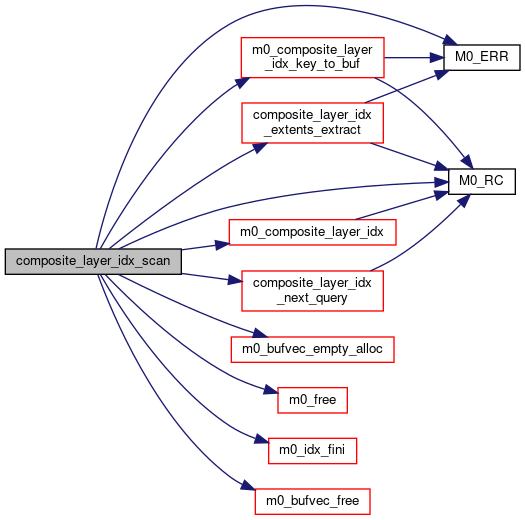 m0_composite_layer
_idx_key_to_buf
M0_ERR
composite_layer_idx
_extents_extract
M0_RC
m0_composite_layer_idx
composite_layer_idx_scan
composite_layer_idx
_next_query
m0_bufvec_empty_alloc
m0_free
m0_idx_fini
m0_bufvec_free